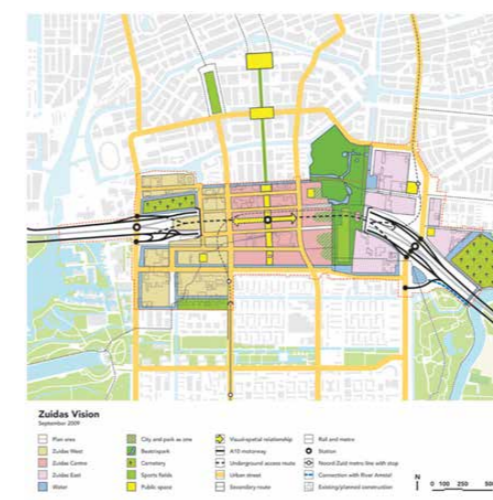 Zuidas Vision
September 2009
Plan area
Zuidas West
Zuidas Centre
Zuidas East
Water
City and park as one
Beatrixpark
Cemetery
Sports fields
Public space
Visual-spatial relationship
A10 motorway
Underground access route
Urban street
Secondary route
Rail and metro
Station
Noord Zuid metro line with stop
Connection with River Amstel
Existing/planned construction
N
0 100 250 500